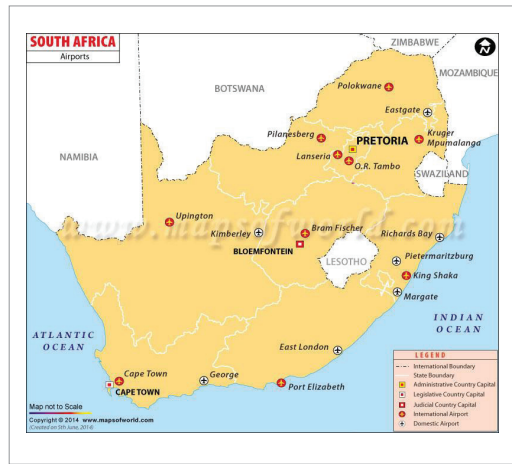 SOUTH AFRICA
Airports
ZIMBABWE
N
MOZAMBIQUE
BOTSWANA
Polokwane
Eastgate
Pilanesberg
PRETORIA
Kruger
Mpumalanga
Lanseria
O.R. Tambo
NAMIBIA
SWAZILAND
Upington
Kimberley
Bram Fischer
Richards Bay
www.mapsofworld.com
BLOEMFONTEIN
LESOTHO
Pietermaritzburg
King Shaka
Margate
INDIAN
OCEAN
ATLANTIC
OCEAN
East London
Cape Town
George
CAPE TOWN
Port Elizabeth
LEGEND
International Boundary
State Boundary
Administrative Country Capital
Legislative Country Capital
Judicial Country Capital
International Airport
Domestic Airport
Map not to Scale
Copyright © 2014 www.mapsofworld.com
(Created on 5th June, 2014)